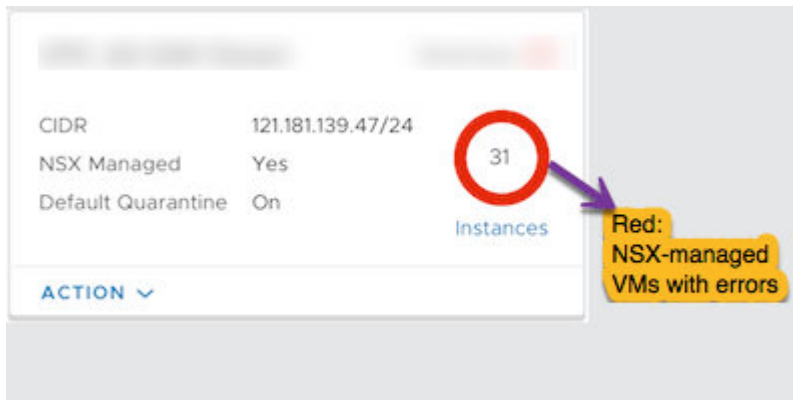 CIDR 121.181.139.47/24
NSX Managed Yes
Default Quarantine On
31
Instances
ACTION
Red:
NSX-managed
VMs with errors